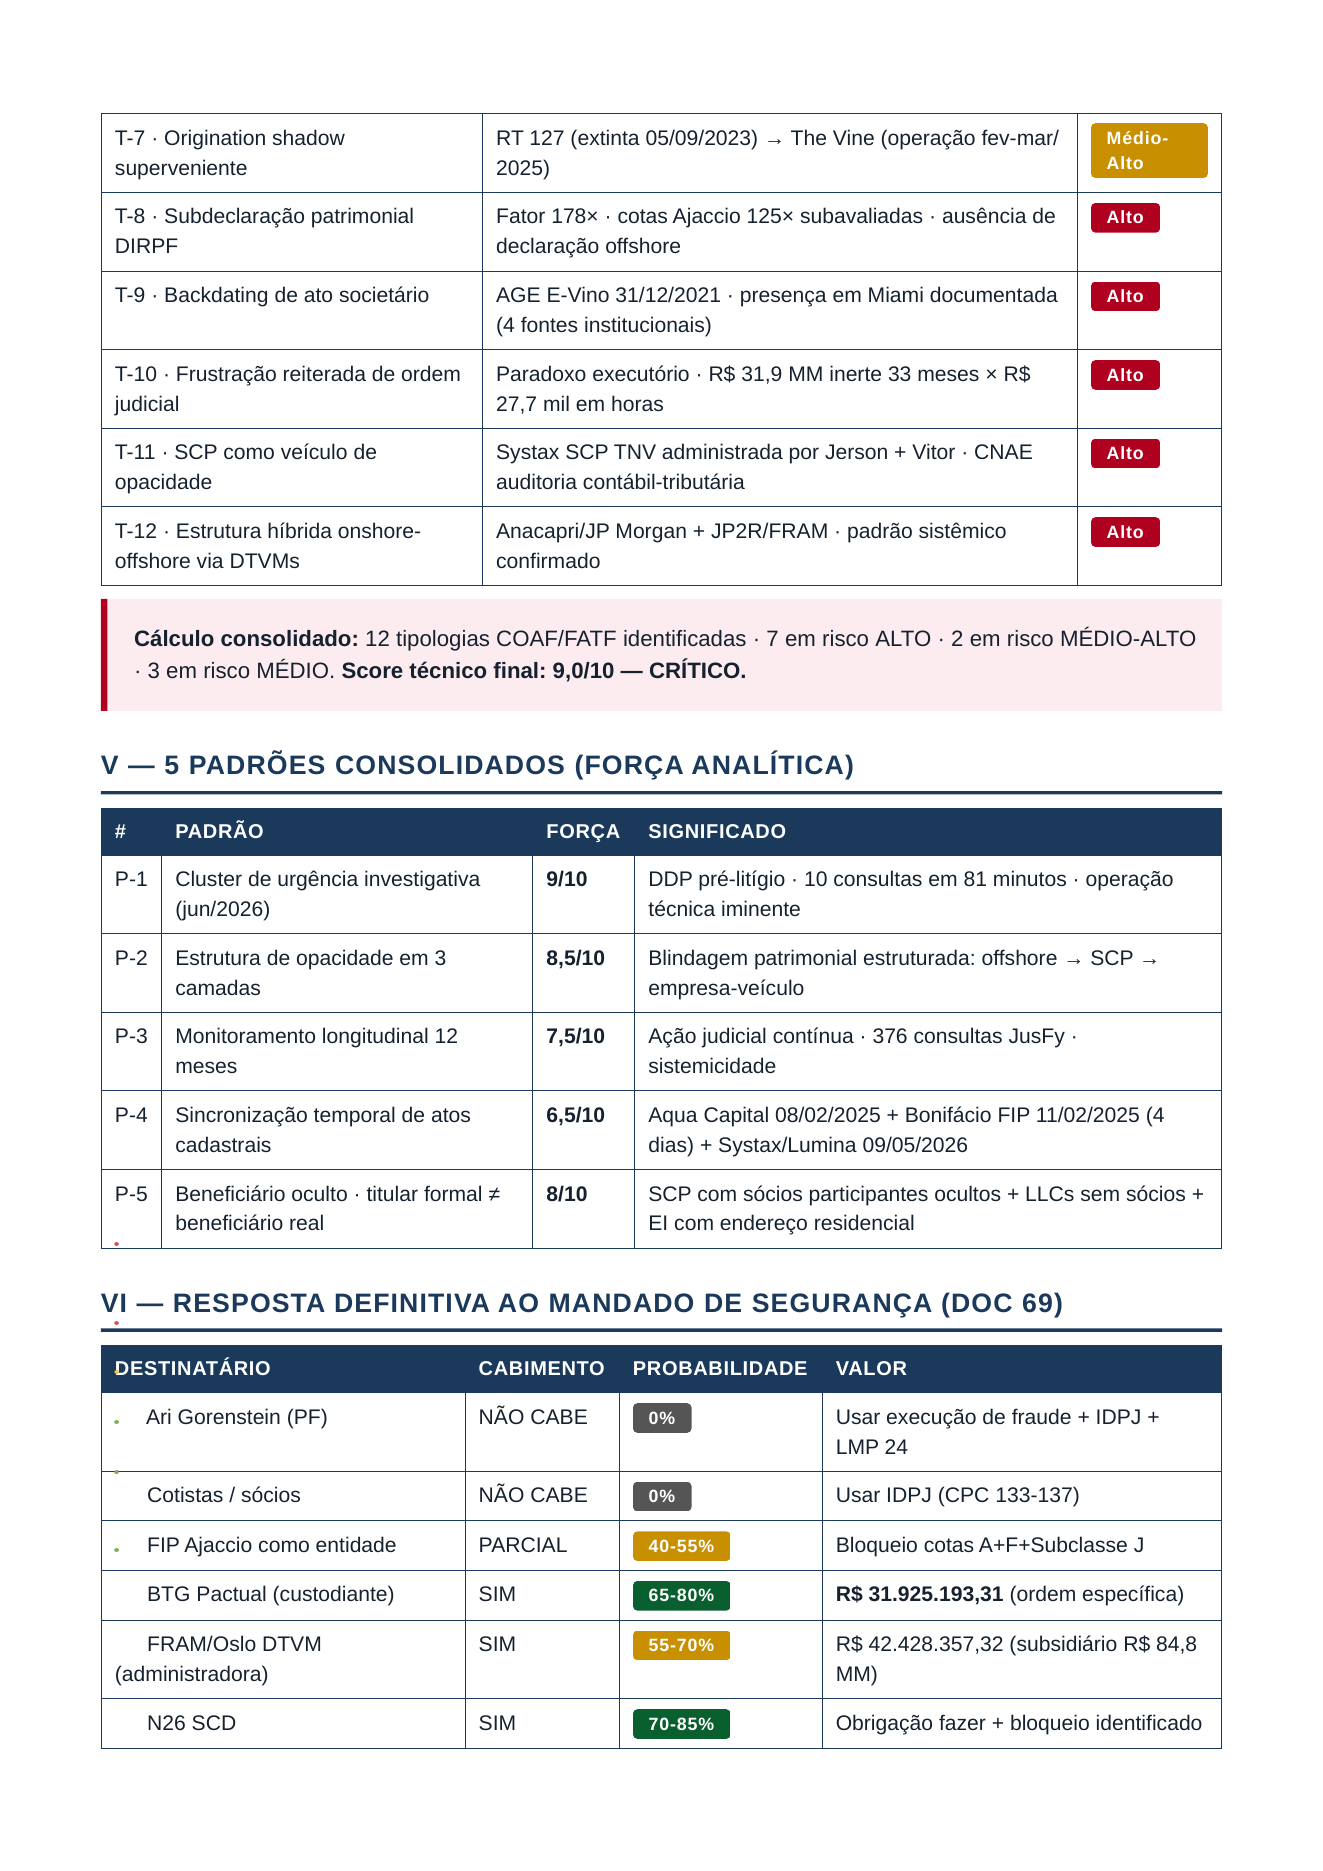 T-7 · Origination shadow
superveniente
RT 127 (extinta 05/09/2023) → The Vine (operação fev-mar/
2025)
Médio-
Alto
T-8 · Subdeclaração patrimonial
DIRPF
Fator 178× · cotas Ajaccio 125× subavaliadas · ausência de
declaração offshore
Alto
T-9 · Backdating de ato societário
AGE E-Vino 31/12/2021 · presença em Miami documentada
(4 fontes institucionais)
Alto
T-10 · Frustração reiterada de ordem
judicial
Paradoxo executório · R$ 31,9 MM inerte 33 meses × R$
27,7 mil em horas
Alto
T-11 · SCP como veículo de
opacidade
Systax SCP TNV administrada por Jerson + Vitor · CNAE
auditoria contábil-tributária
Alto
T-12 · Estrutura híbrida onshore-
offshore via DTVMs
Anacapri/JP Morgan + JP2R/FRAM · padrão sistêmico
confirmado
Alto
Cálculo consolidado: 12 tipologias COAF/FATF identificadas · 7 em risco ALTO · 2 em risco MÉDIO-ALTO
· 3 em risco MÉDIO. Score técnico final: 9,0/10 — CRÍTICO.
V — 5 PADRÕES CONSOLIDADOS (FORÇA ANALÍTICA)
# PADRÃO FORÇA SIGNIFICADO
P-1
Cluster de urgência investigativa
(jun/2026)
9/10
DDP pré-litígio · 10 consultas em 81 minutos · operação
técnica iminente
P-2
Estrutura de opacidade em 3
camadas
8,5/10
Blindagem patrimonial estruturada: offshore → SCP →
empresa-veículo
P-3
Monitoramento longitudinal 12
meses
7,5/10
Ação judicial contínua · 376 consultas JusFy ·
sistemicidade
P-4
Sincronização temporal de atos
cadastrais
6,5/10
Aqua Capital 08/02/2025 + Bonifácio FIP 11/02/2025 (4
dias) + Systax/Lumina 09/05/2026
P-5
Beneficiário oculto · titular formal ≠
beneficiário real
8/10
SCP com sócios participantes ocultos + LLCs sem sócios +
EI com endereço residencial
VI — RESPOSTA DEFINITIVA AO MANDADO DE SEGURANÇA (DOC 69)
DESTINATÁRIO CABIMENTO PROBABILIDADE VALOR
Ari Gorenstein (PF)
NÃO CABE
0%
Usar execução de fraude + IDPJ +
LMP 24
Cotistas / sócios
NÃO CABE
0%
Usar IDPJ (CPC 133-137)
FIP Ajaccio como entidade
PARCIAL
40-55%
Bloqueio cotas A+F+Subclasse J
BTG Pactual (custodiante)
SIM
65-80%
R$ 31.925.193,31 (ordem específica)
FRAM/Oslo DTVM
(administradora)
SIM
55-70%
R$ 42.428.357,32 (subsidiário R$ 84,8
MM)
N26 SCD
SIM
70-85%
Obrigação fazer + bloqueio identificado